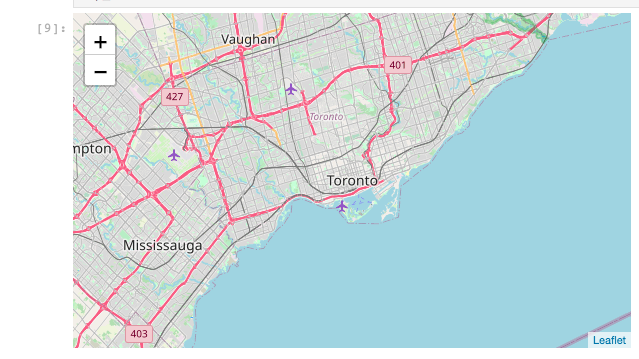 [9]:
+
−
Vaughan
401
427
Toronto
mpton
Toronto
Mississauga
403
Leaflet